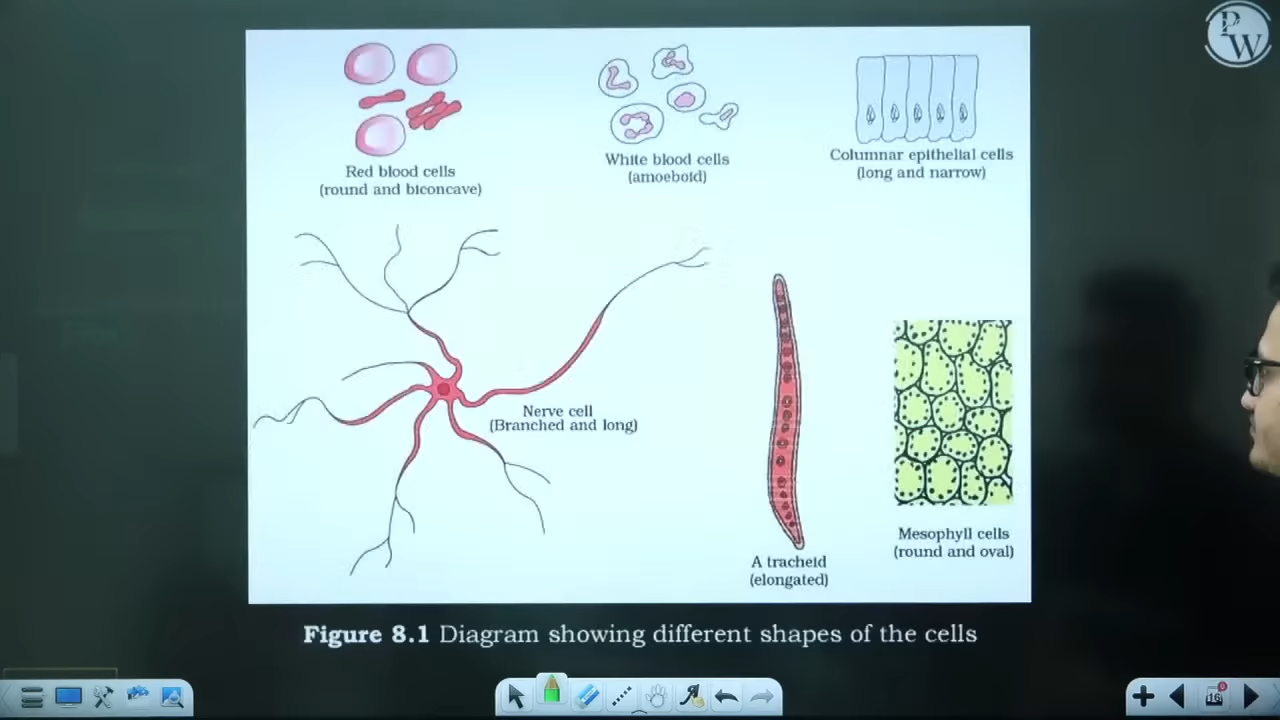 PW
Red blood cells
(round and biconcave)
White blood cells
(amoeboid)
Columnar epithelial cells
(long and narrow)
Nerve cell
(Branched and long)
A tracheid
(elongated)
Mesophyll cells
(round and oval)
Figure 8.1 Diagram showing different shapes of the cells